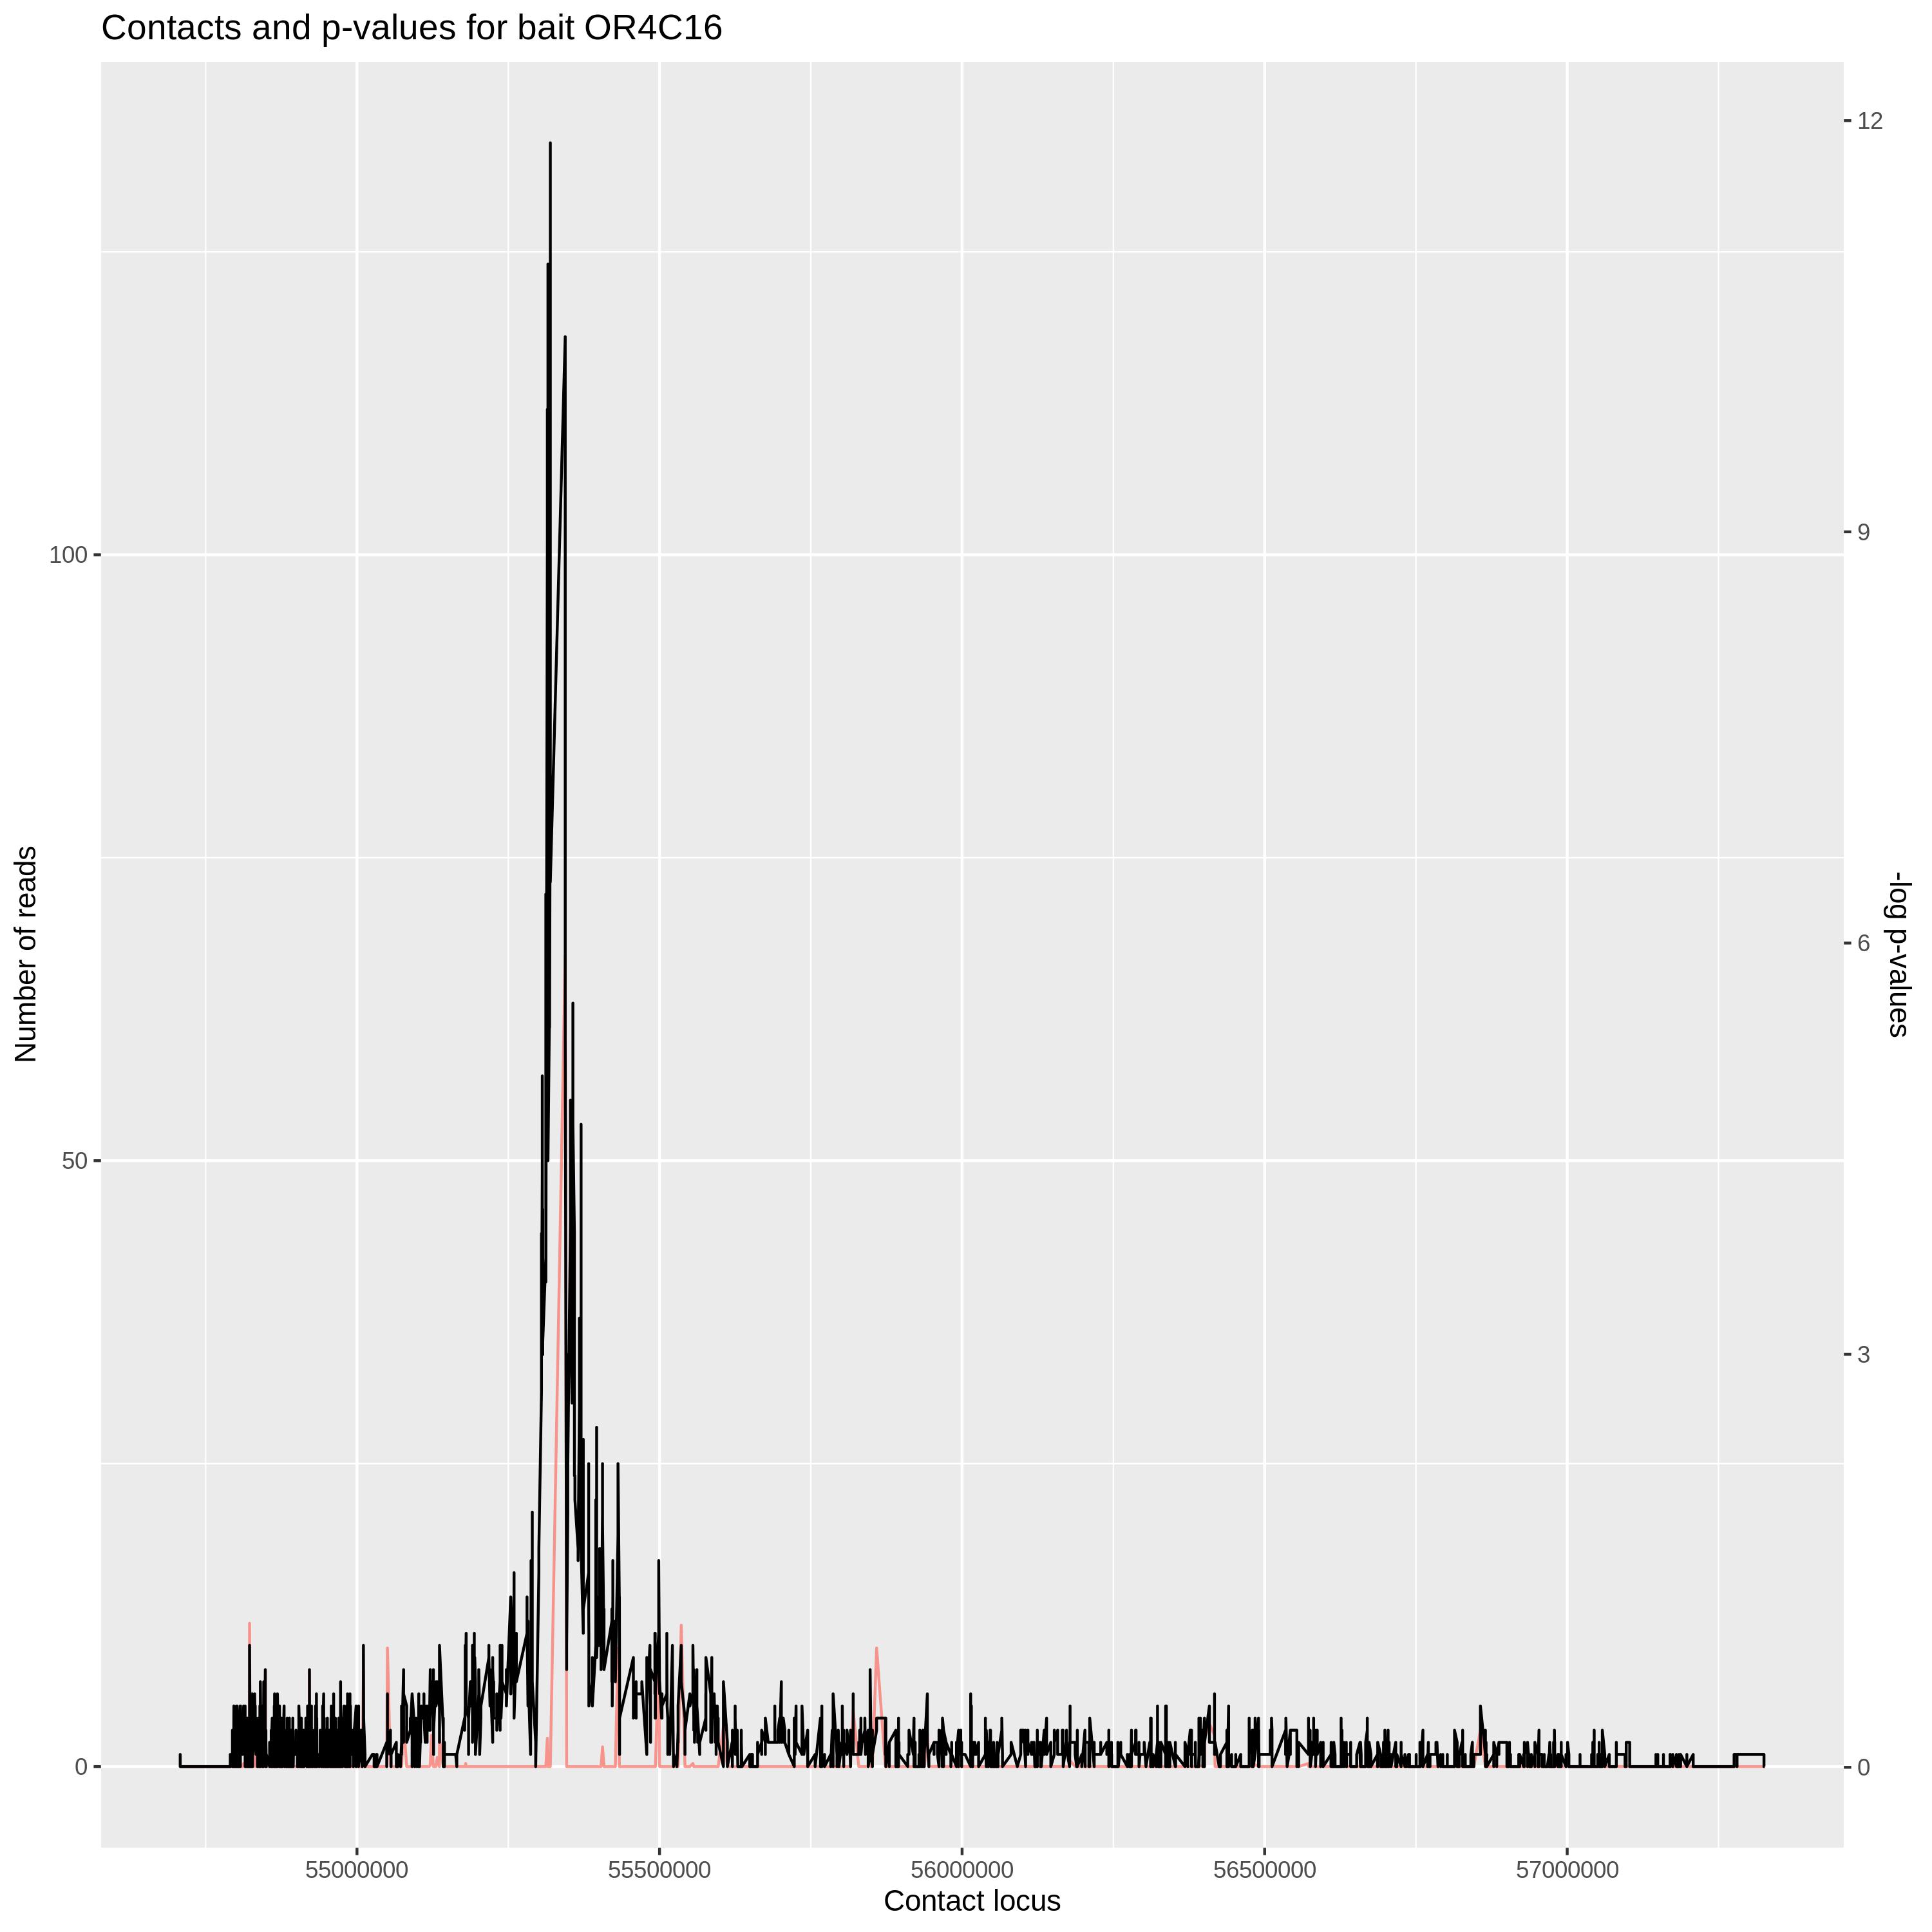 Contacts and p-values for bait OR4C16
12
9
6
3
0
100
50
0
Number of reads
-log p-values
55000000 55500000 56000000 56500000 57000000
Contact locus